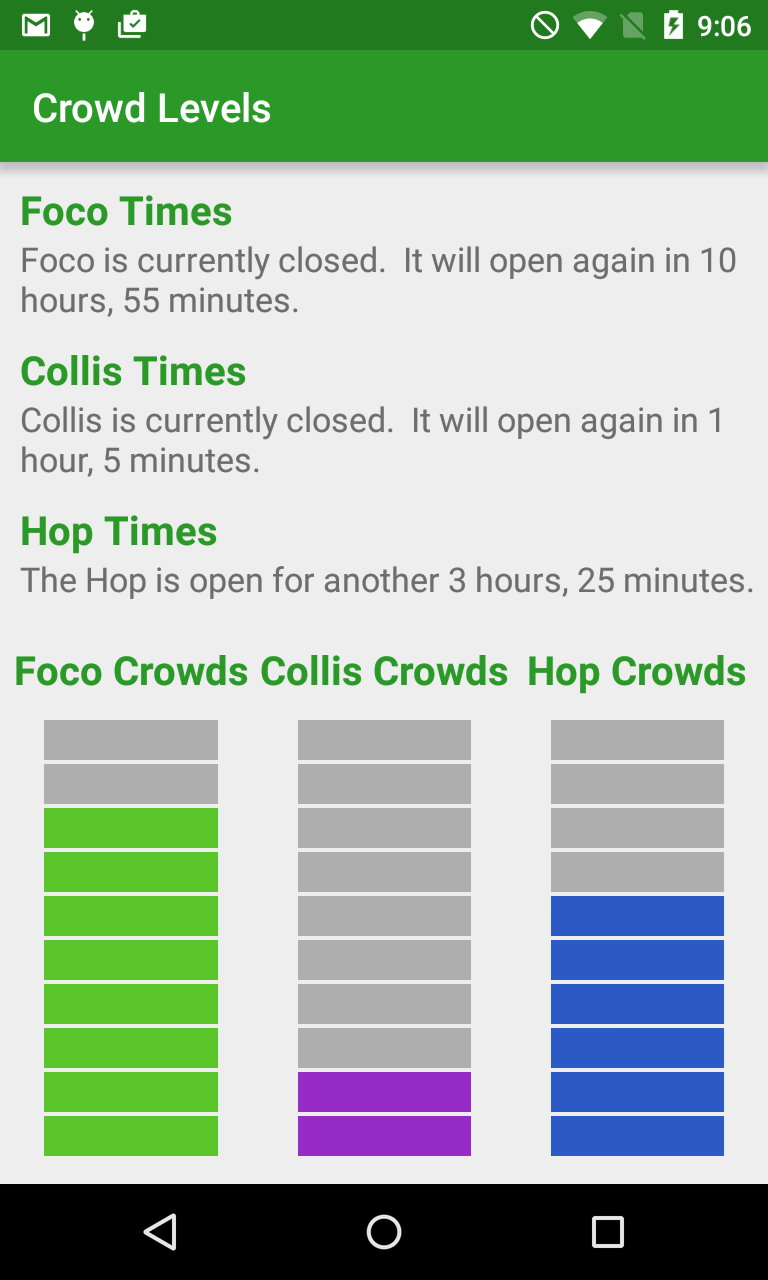 9:06
Crowd Levels
Foco Times
Foco is currently closed.  It will open again in 10
hours, 55 minutes.
Collis Times
Collis is currently closed.  It will open again in 1
hour, 5 minutes.
Hop Times
The Hop is open for another 3 hours, 25 minutes.
Foco Crowds Collis Crowds Hop Crowds